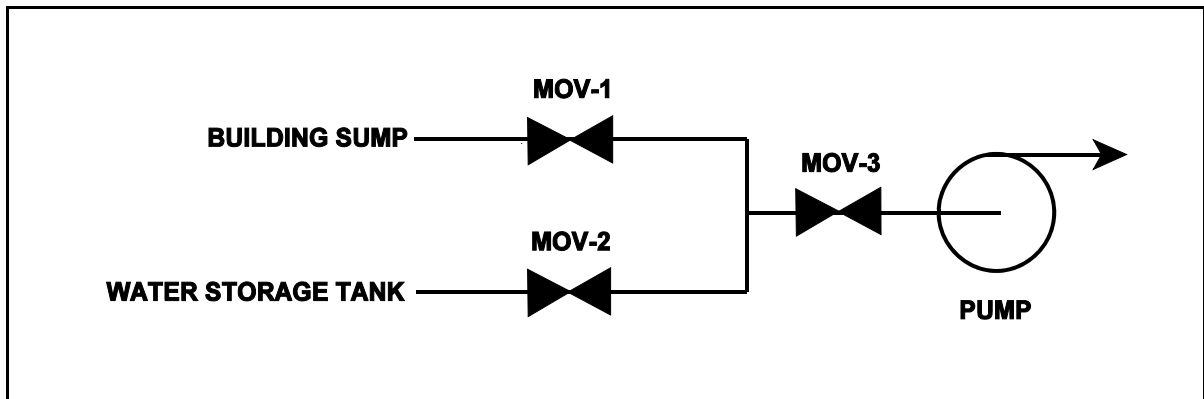 MOV-1
BUILDING SUMP
MOV-3
MOV-2
WATER STORAGE TANK
PUMP